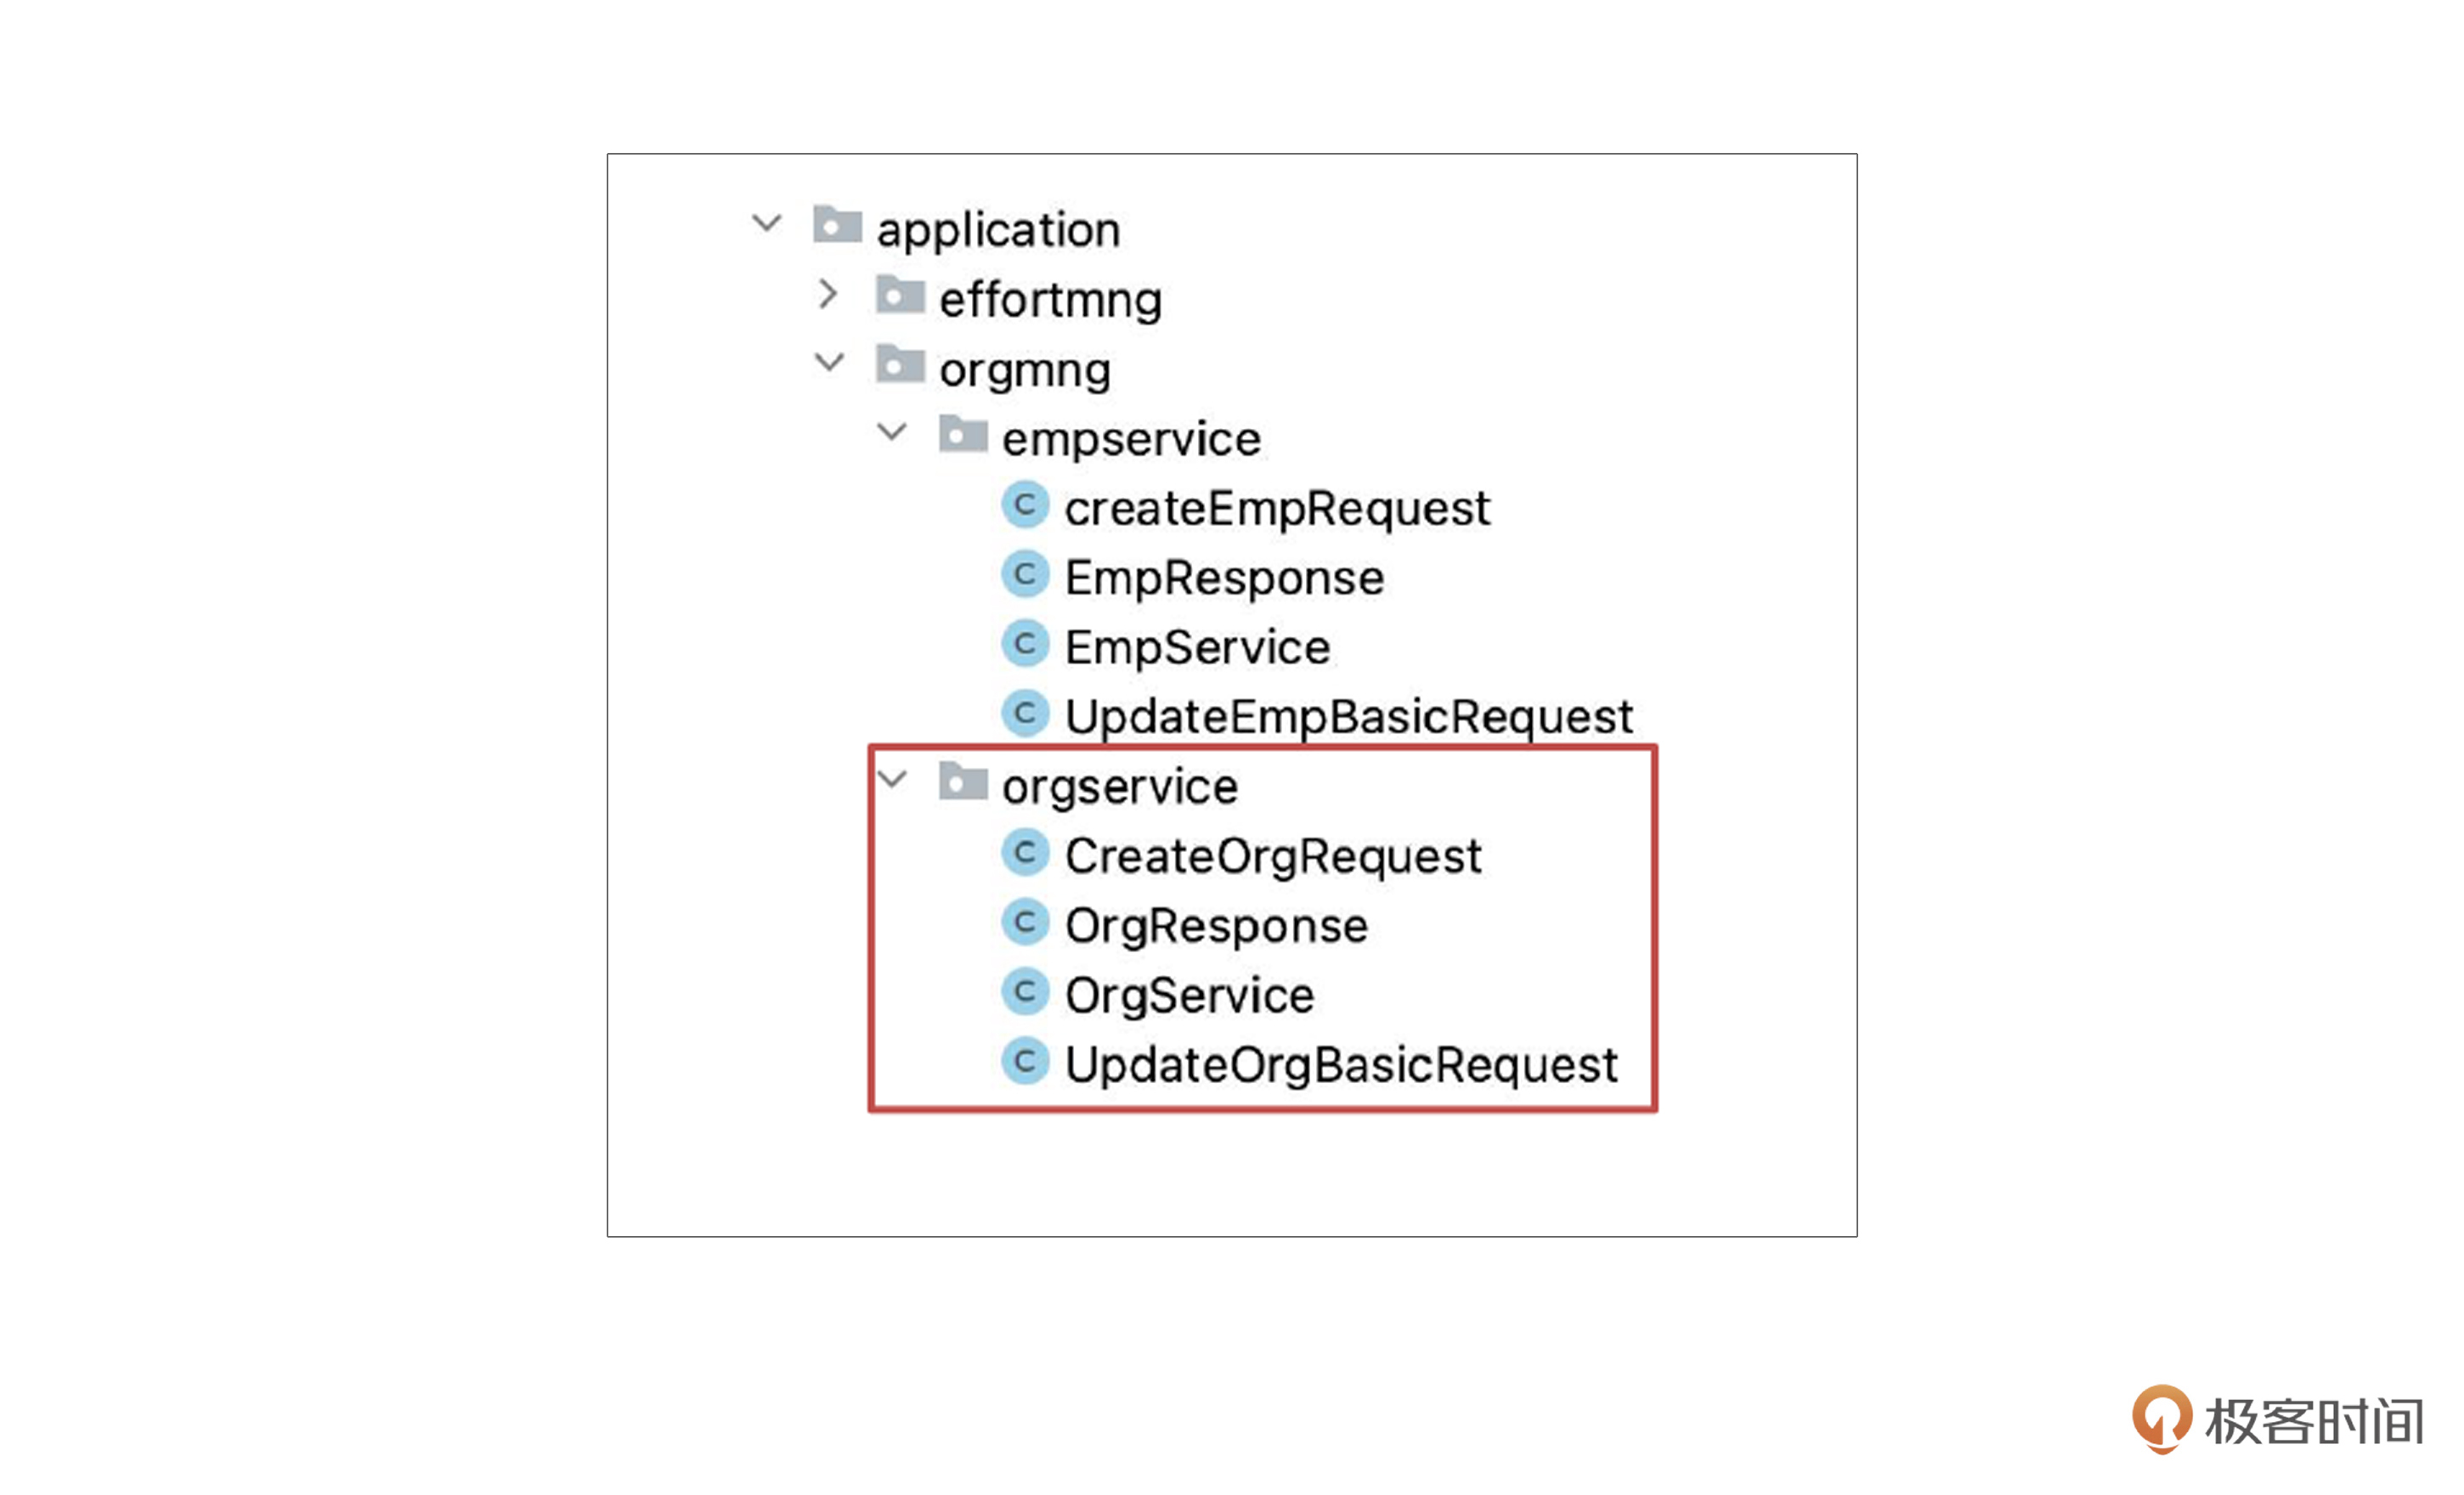 application
effortmng
orgmng
empservice
C createEmpRequest
C EmpResponse
C EmpService
C UpdateEmpBasicRequest
orgservice
C CreateOrgRequest
C OrgResponse
C OrgService
C UpdateOrgBasicRequest
极客时间